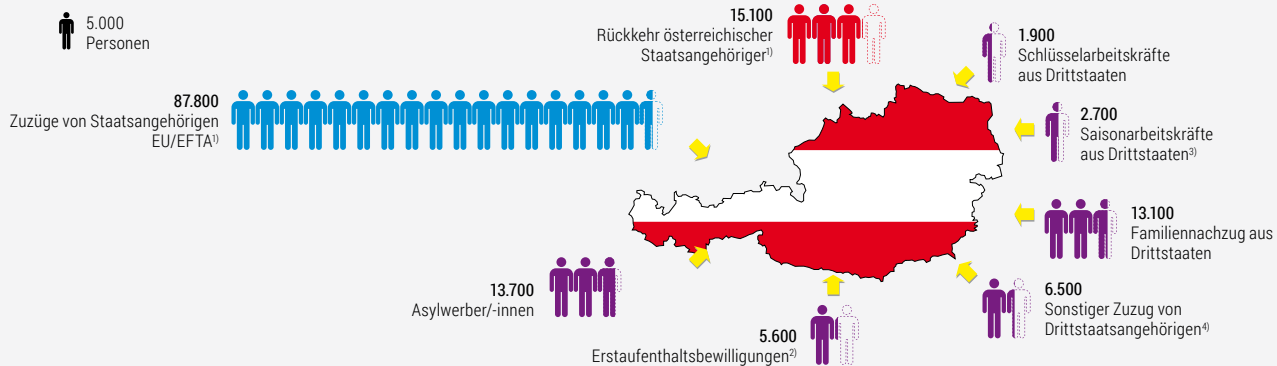 5.000
Personen
15.100
Rückkehr österreichischer
Staatsangehöriger¹⁾
1.900
Schlüsselarbeitskräfte
aus Drittstaaten
87.800
Zuzüge von Staatsangehörigen
EU/EFTA¹⁾
2.700
Saisonarbeitskräfte
aus Drittstaaten³⁾
13.100
Familiennachzug aus
Drittstaaten
13.700
Asylwerber/-innen
6.500
Sonstiger Zuzug von
Drittstaatsangehörigen⁴⁾
5.600
Erstaufenthaltsbewilligungen²⁾